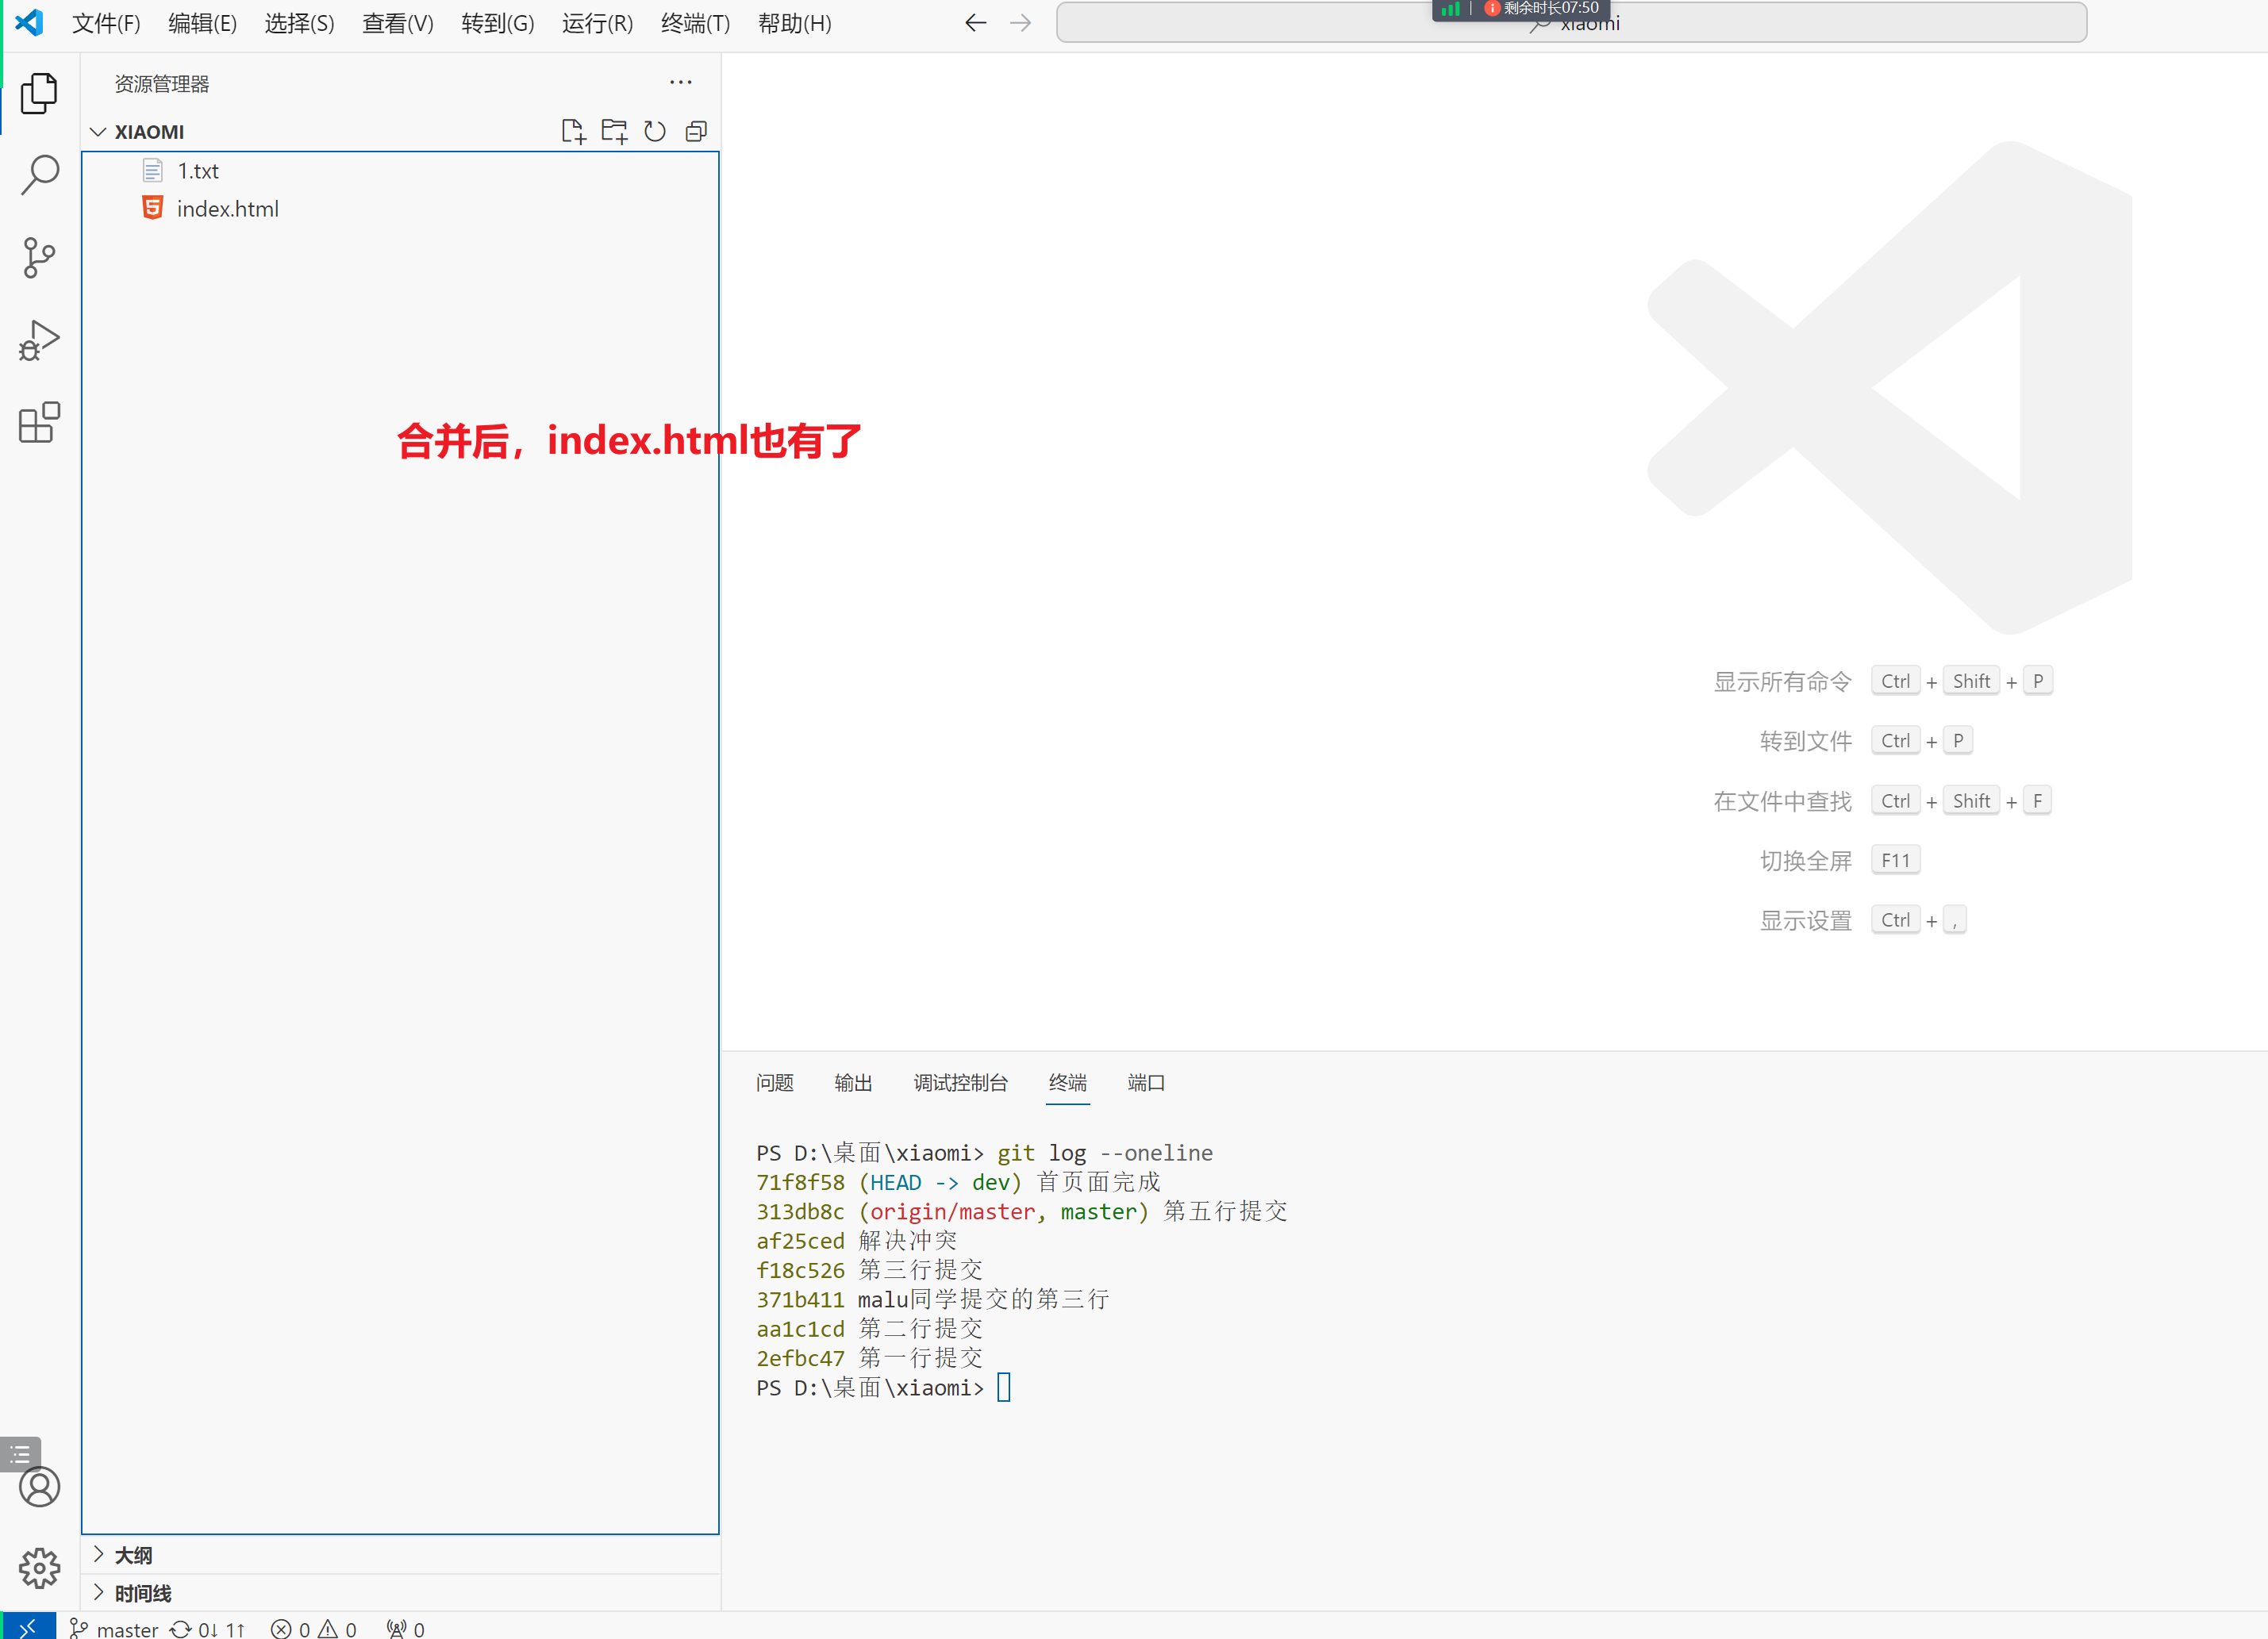 文件(F) 编辑(E) 选择(S) 查看(V) 转到(G) 运行(R) 终端(T) 帮助(H)
剩余时长07:50
xiaomi
资源管理器
XIAOMI
1.txt
index.html
合并后，index.html也有了
显示所有命令 Ctrl + Shift + P
转到文件 Ctrl + P
在文件中查找 Ctrl + Shift + F
切换全屏 F11
显示设置 Ctrl + ,
问题 输出 调试控制台 终端 端口
PS D:\桌面\xiaomi> git log --oneline
71f8f58 (HEAD -> dev) 首页面完成
313db8c (origin/master, master) 第五行提交
af25ced 解决冲突
f18c526 第三行提交
371b411 malu同学提交的第三行
aa1c1cd 第二行提交
2efbc47 第一行提交
PS D:\桌面\xiaomi>
大纲
时间线
master 0↓ 1↑ 0 0 0